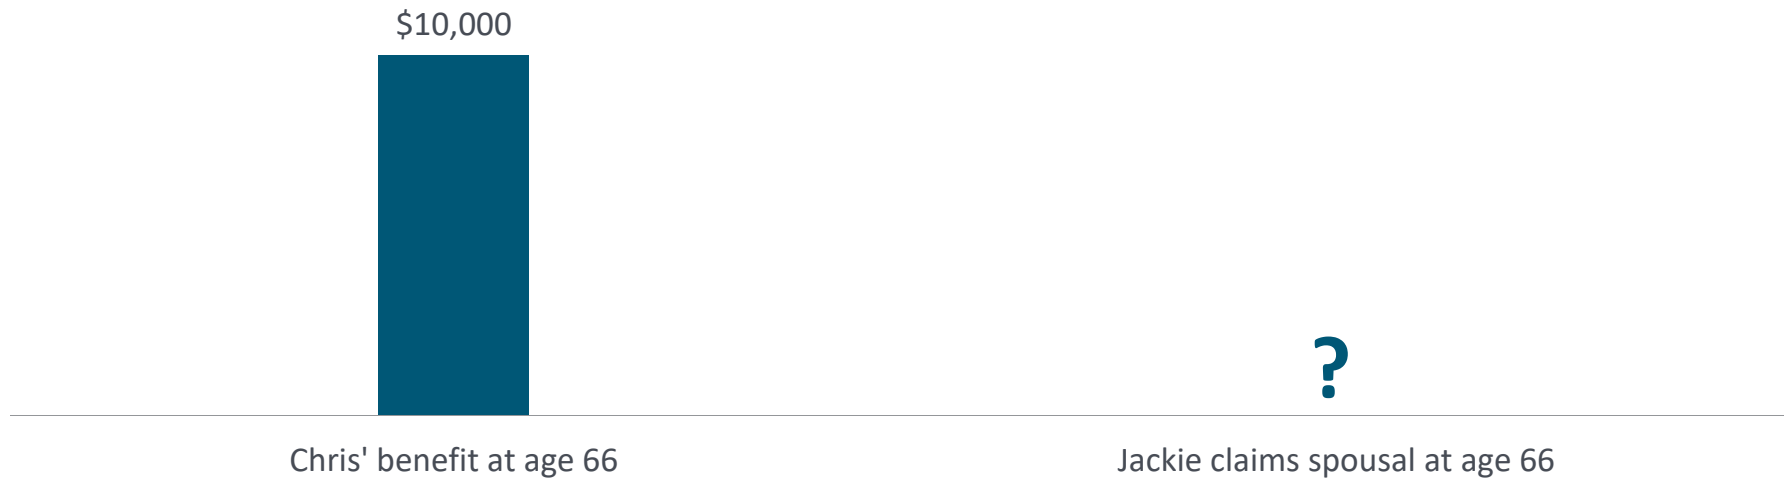 $10,000
?
Chris' benefit at age 66
Jackie claims spousal at age 66